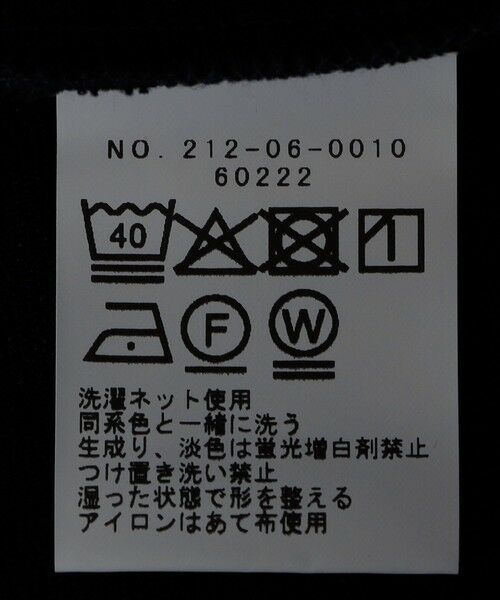 NO. 212-06-0010
60222
40
F W
洗濯ネット使用
同系色と一緒に洗う
生成り、淡色は蛍光増白剤禁止
つけ置き洗い禁止
湿った状態で形を整える
アイロンはあて布使用